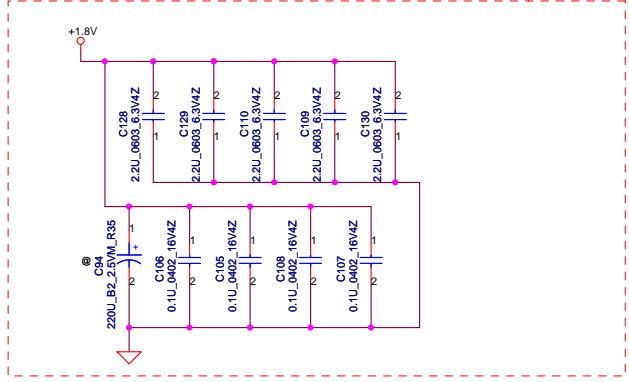 +1.8V
2
1
C128
2.2U_0603_6.3V4Z
2
1
C129
2.2U_0603_6.3V4Z
2
1
C110
2.2U_0603_6.3V4Z
2
1
C109
2.2U_0603_6.3V4Z
2
1
C130
2.2U_0603_6.3V4Z
@
C94
220U_B2_2.5VM_R35
1
+
2
C106
0.1U_0402_16V4Z
1
2
C105
0.1U_0402_16V4Z
1
2
C108
0.1U_0402_16V4Z
1
2
C107
0.1U_0402_16V4Z
1
2